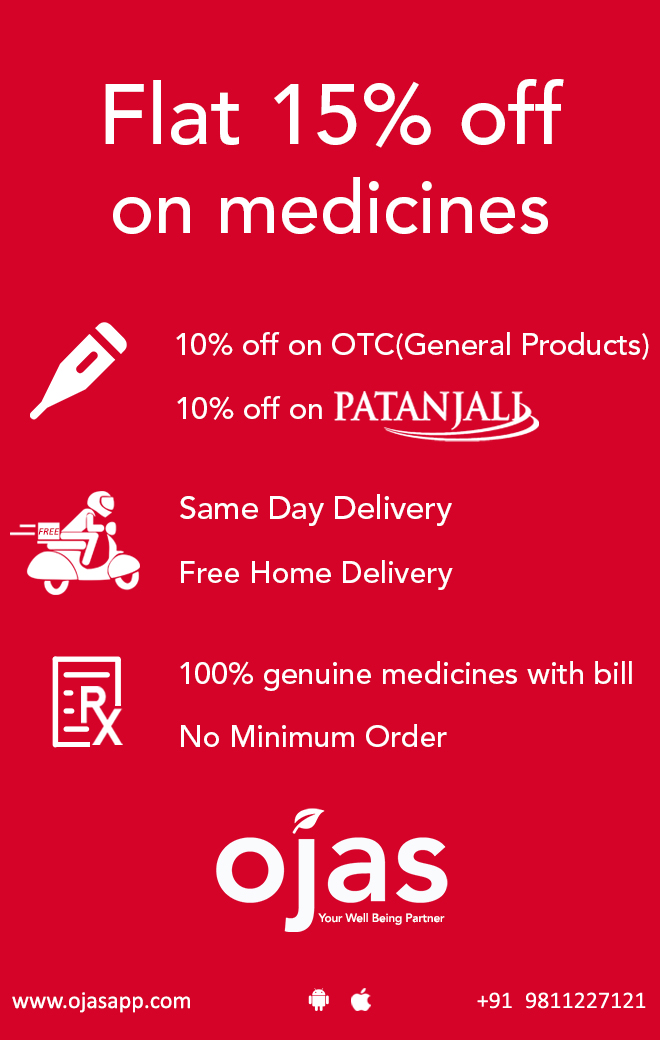 Flat 15% off
on medicines
10% off on OTC(General Products)
10% off on PATANJALI
FREE
Same Day Delivery
Free Home Delivery
RX
100% genuine medicines with bill
No Minimum Order
ojas
Your Well Being Partner
www.ojasapp.com
+91 9811227121